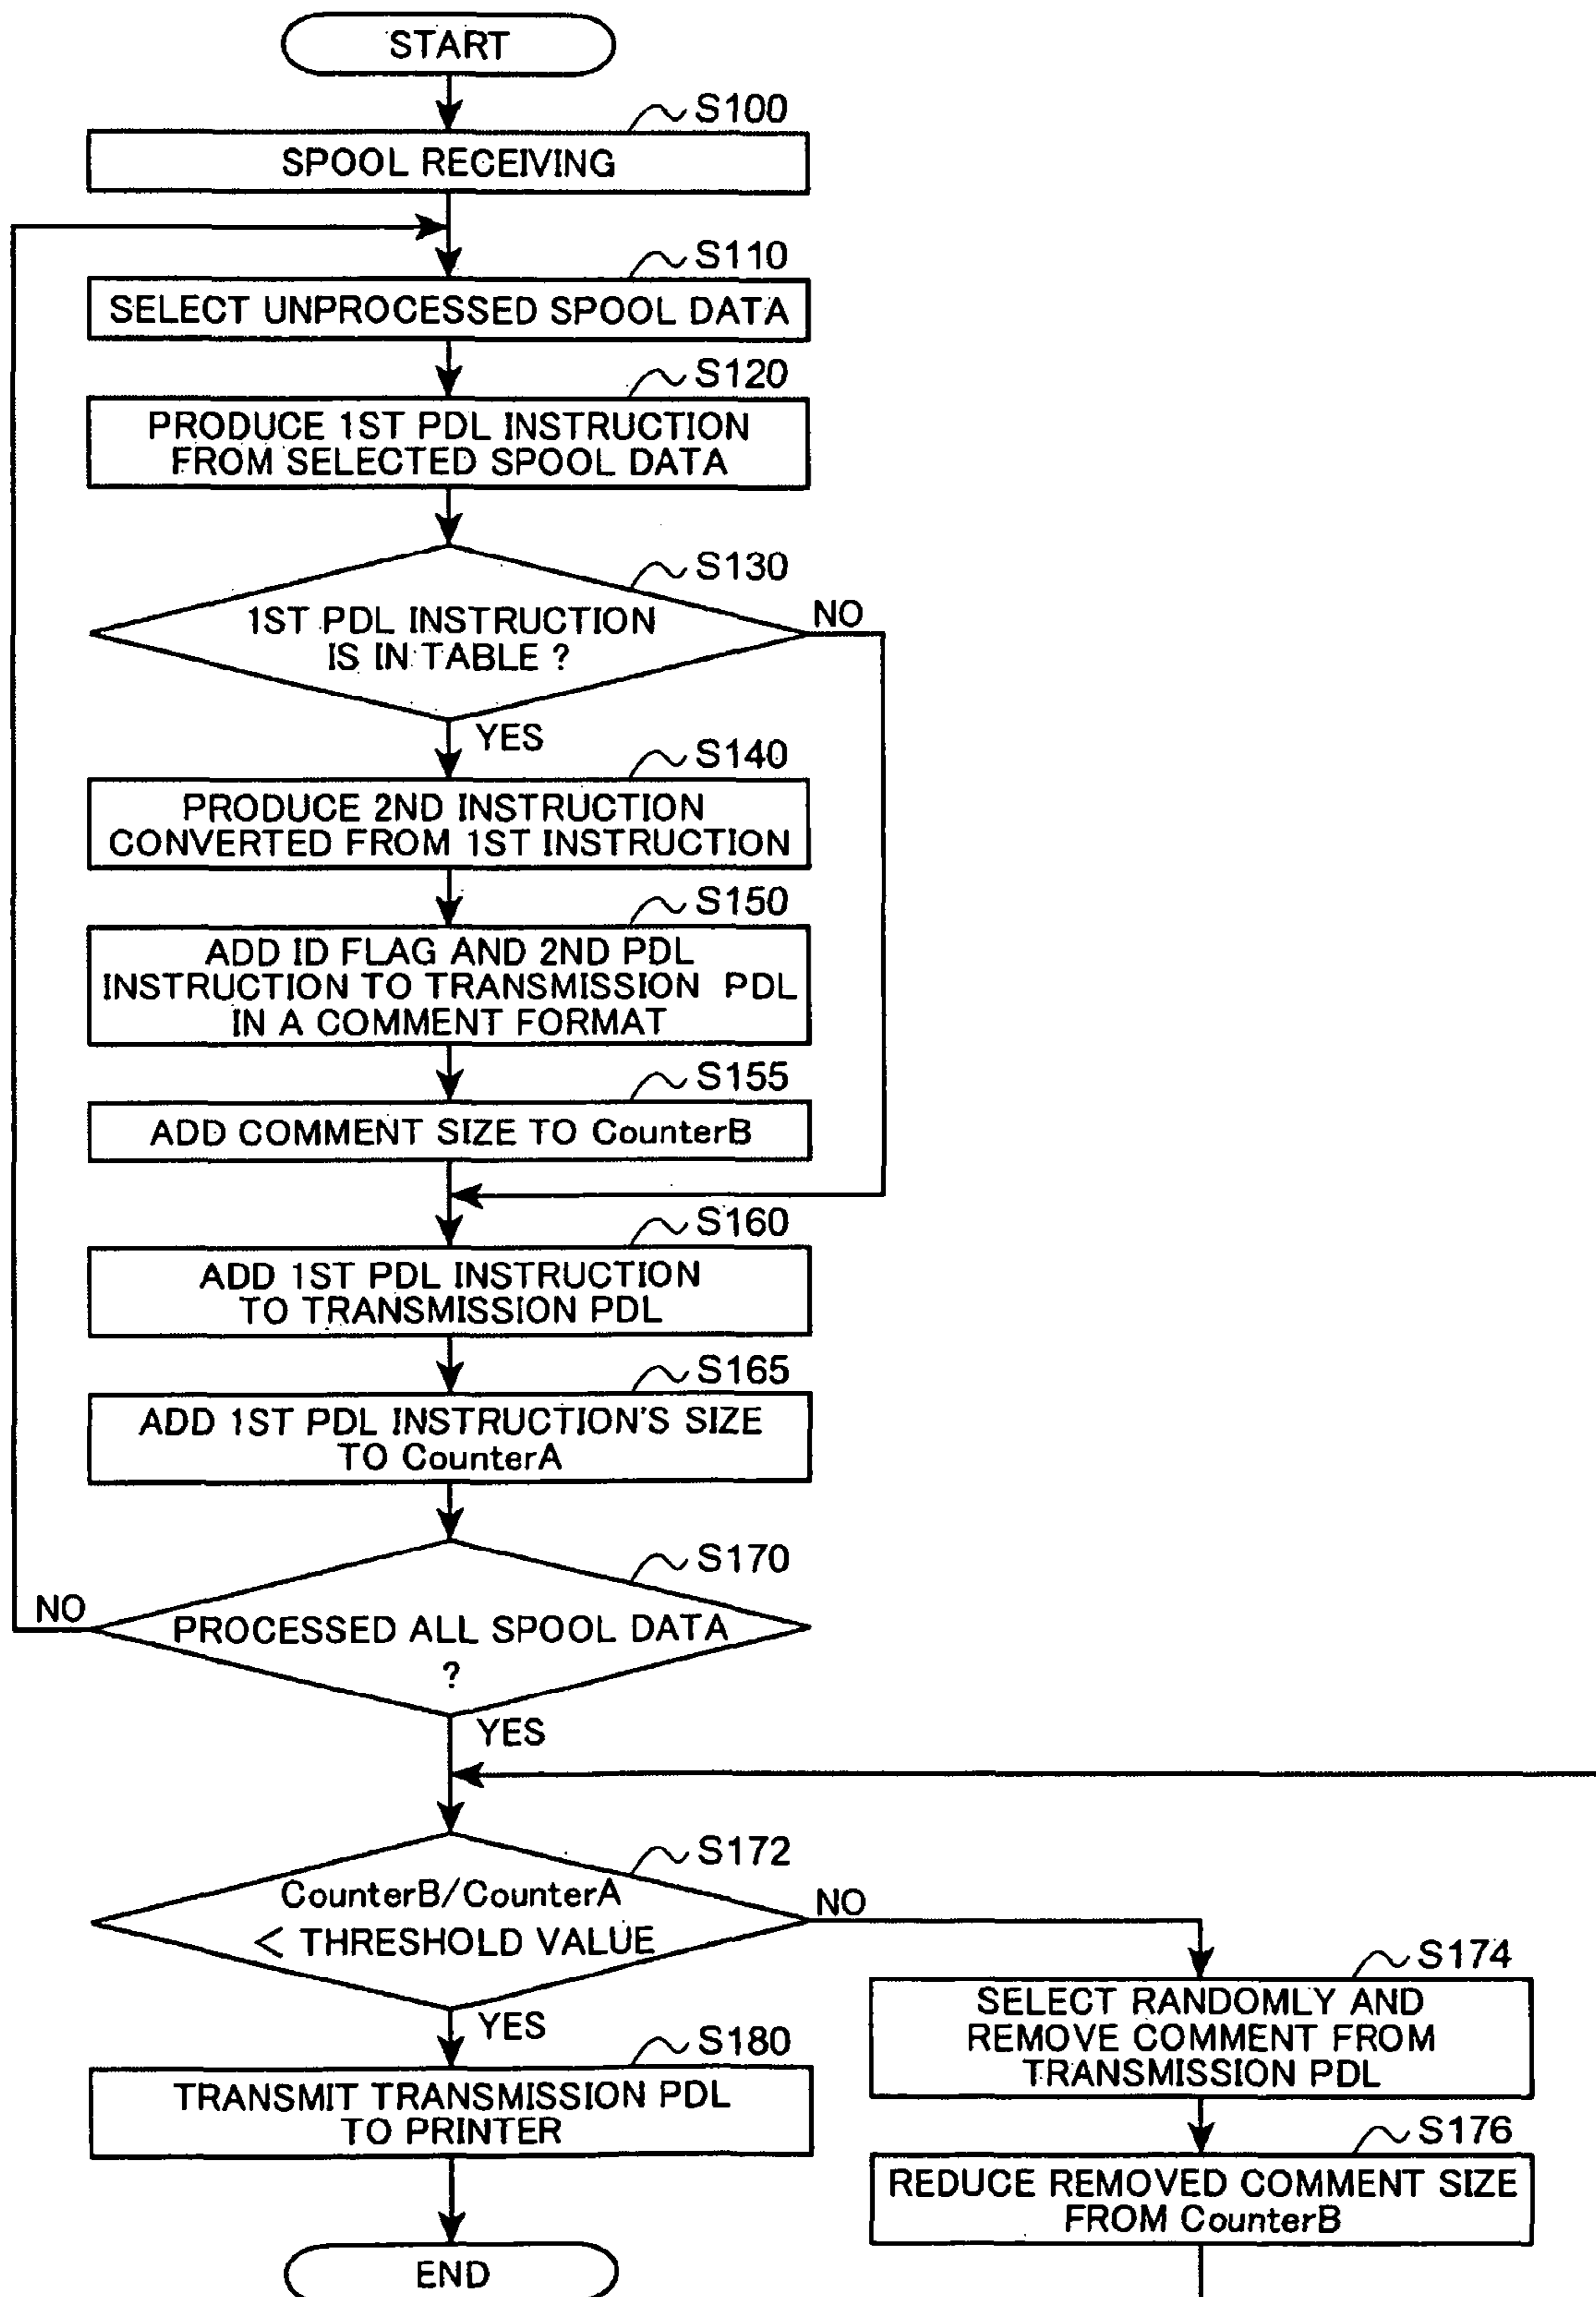 START
S100
SPOOL RECEIVING
S110
SELECT UNPROCESSED SPOOL DATA
S120
PRODUCE 1ST PDL INSTRUCTION
FROM SELECTED SPOOL DATA
S130
1ST PDL INSTRUCTION
IS IN TABLE ?
NO
YES
S140
PRODUCE 2ND INSTRUCTION
CONVERTED FROM 1ST INSTRUCTION
S150
ADD ID FLAG AND 2ND PDL
INSTRUCTION TO TRANSMISSION PDL
IN A COMMENT FORMAT
S155
ADD COMMENT SIZE TO CounterB
S160
ADD 1ST PDL INSTRUCTION
TO TRANSMISSION PDL
S165
ADD 1ST PDL INSTRUCTION'S SIZE
TO CounterA
S170
NO
PROCESSED ALL SPOOL DATA
?
YES
S172
CounterB/CounterA
< THRESHOLD VALUE
NO
YES
S174
SELECT RANDOMLY AND
REMOVE COMMENT FROM
TRANSMISSION PDL
S180
TRANSMIT TRANSMISSION PDL
TO PRINTER
S176
REDUCE REMOVED COMMENT SIZE
FROM CounterB
END